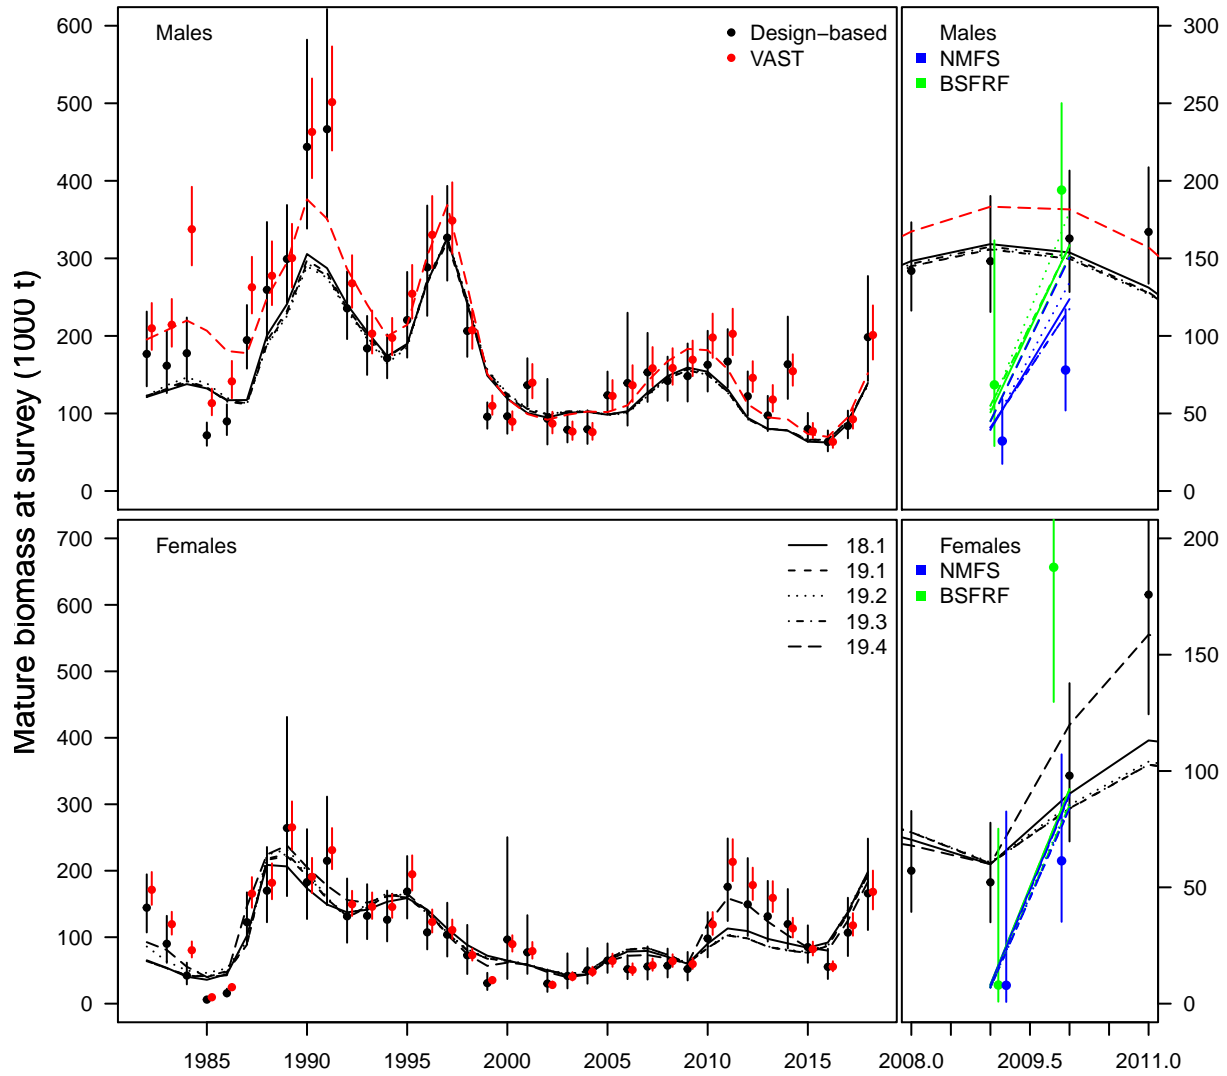 Mature biomass at survey (1000 t)
Males
Design−based
VAST
600
500
400
300
200
100
0
Males
NMFS
BSFRF
300
250
200
150
100
50
0
Females
18.1
19.1
19.2
19.3
19.4
700
600
500
400
300
200
100
0
Females
NMFS
BSFRF
200
150
100
50
0
1985 1990 1995 2000 2005 2010 2015
2008.0 2009.5 2011.0